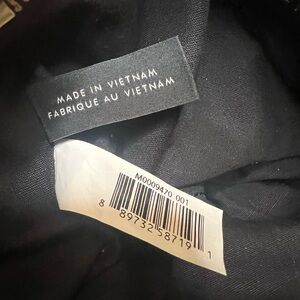 MADE IN VIETNAM
FABRIQUE AU VIETNAM
M0009470 001
8 89732 58719 1